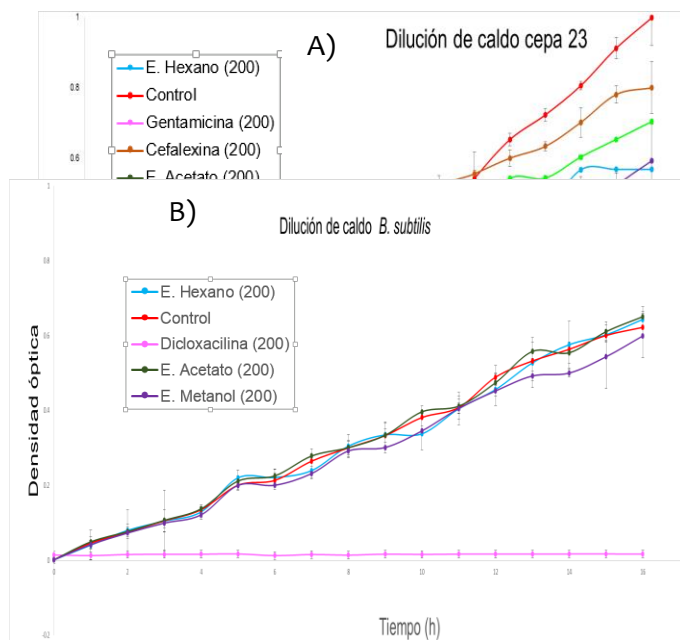 A)
Dilución de caldo cepa 23
1
0.8
0.6
E. Hexano (200)
Control
Gentamicina (200)
Cefalexina (200)
E. Acetato (200)
B)
Dilución de caldo B. subtilis
1
0.8
0.6
0.4
0.2
0
-0.2
E. Hexano (200)
Control
Dicloxacilina (200)
E. Acetato (200)
E. Metanol (200)
Densidad óptica
0 2 4 6 8 10 12 14 16
Tiempo (h)